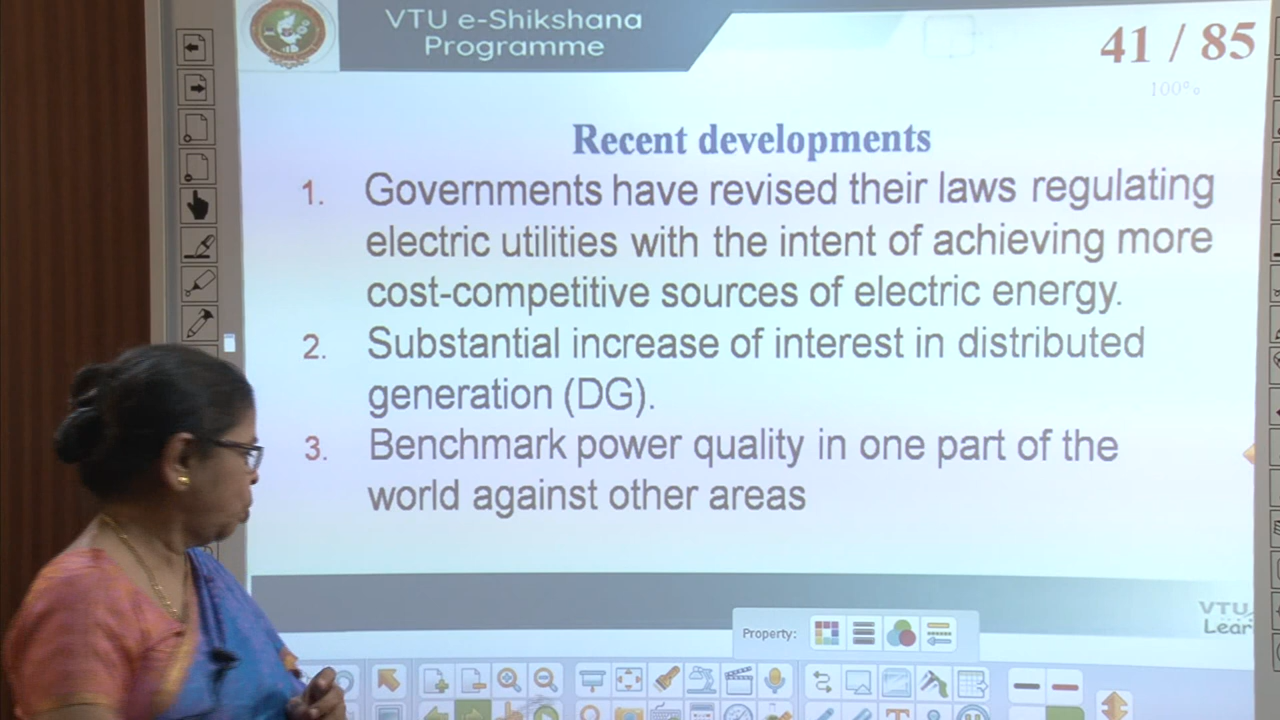 VTU e-Shikshana
Programme
41 / 85
100%
Recent developments
1. Governments have revised their laws regulating
electric utilities with the intent of achieving more
cost-competitive sources of electric energy.
2. Substantial increase of interest in distributed
generation (DG).
3. Benchmark power quality in one part of the
world against other areas
VTU
Lear
Property: